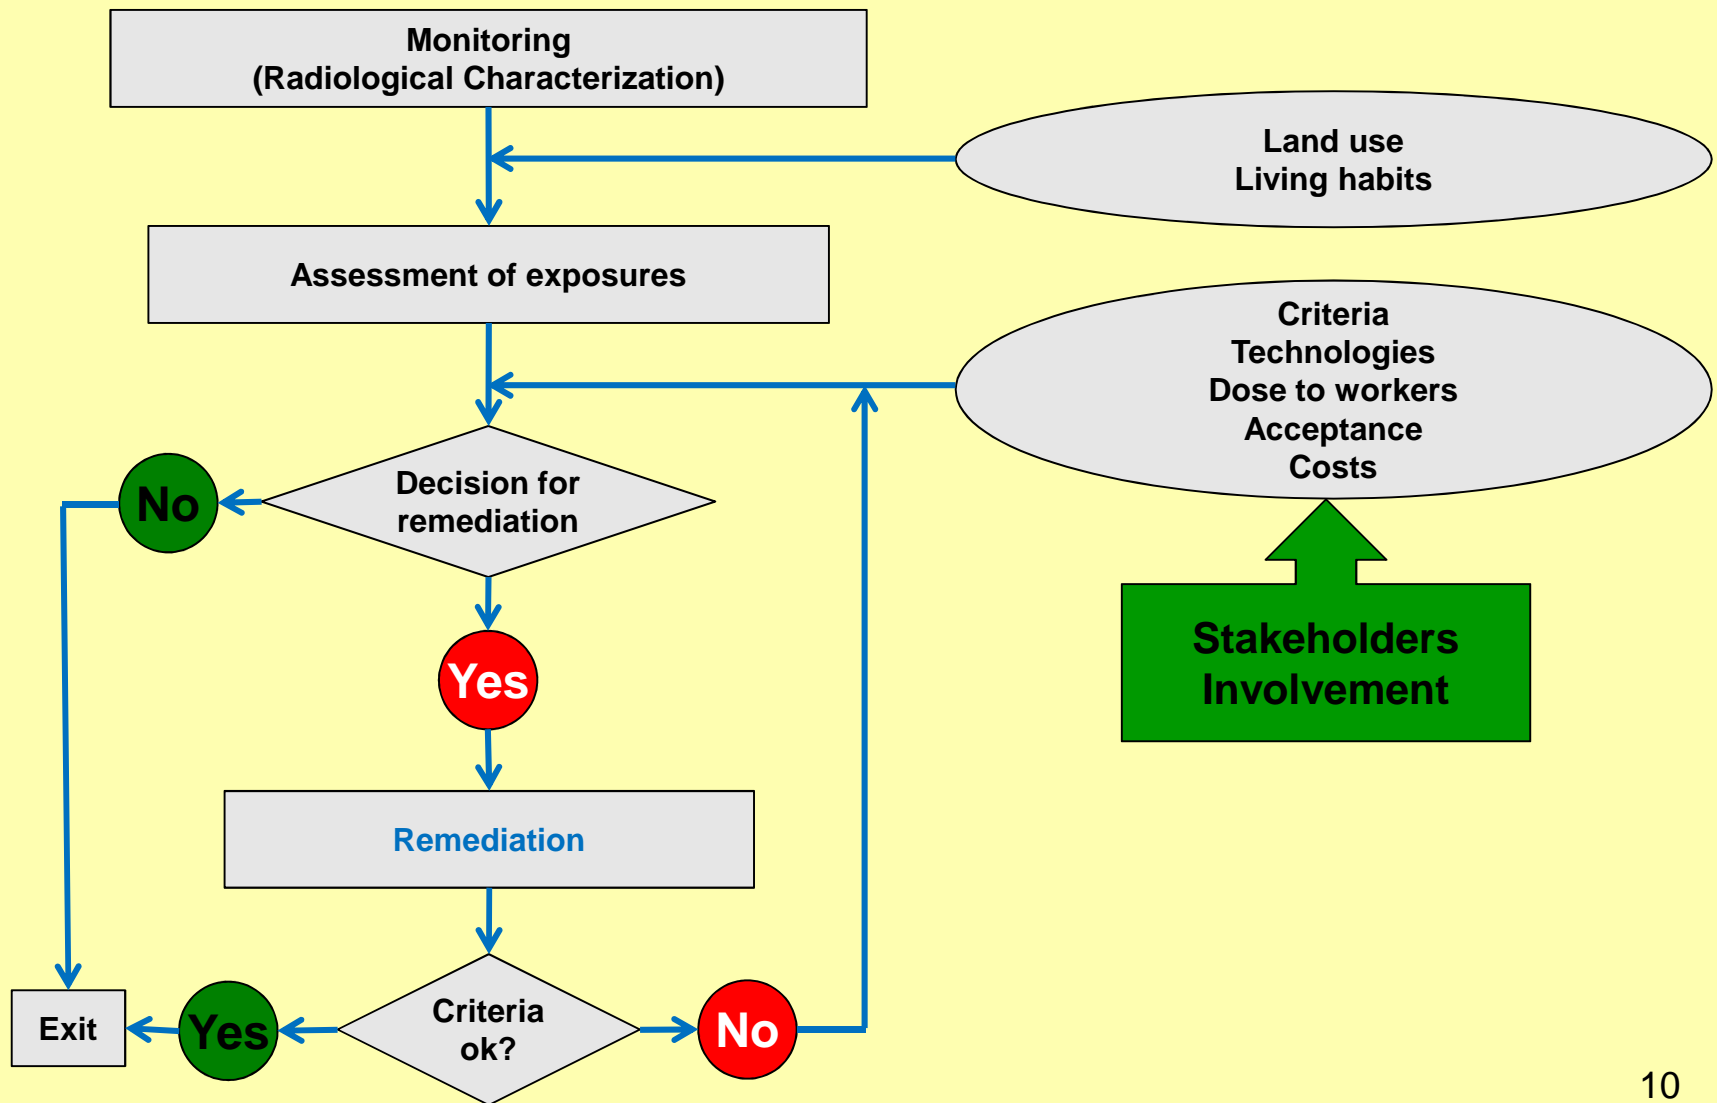 Monitoring
(Radiological Characterization)
Land use
Living habits
Assessment of exposures
Criteria
Technologies
Dose to workers
Acceptance
Costs
Decision for
remediation
No
Stakeholders
Involvement
Yes
Remediation
Exit
Yes
Criteria
ok?
No
10